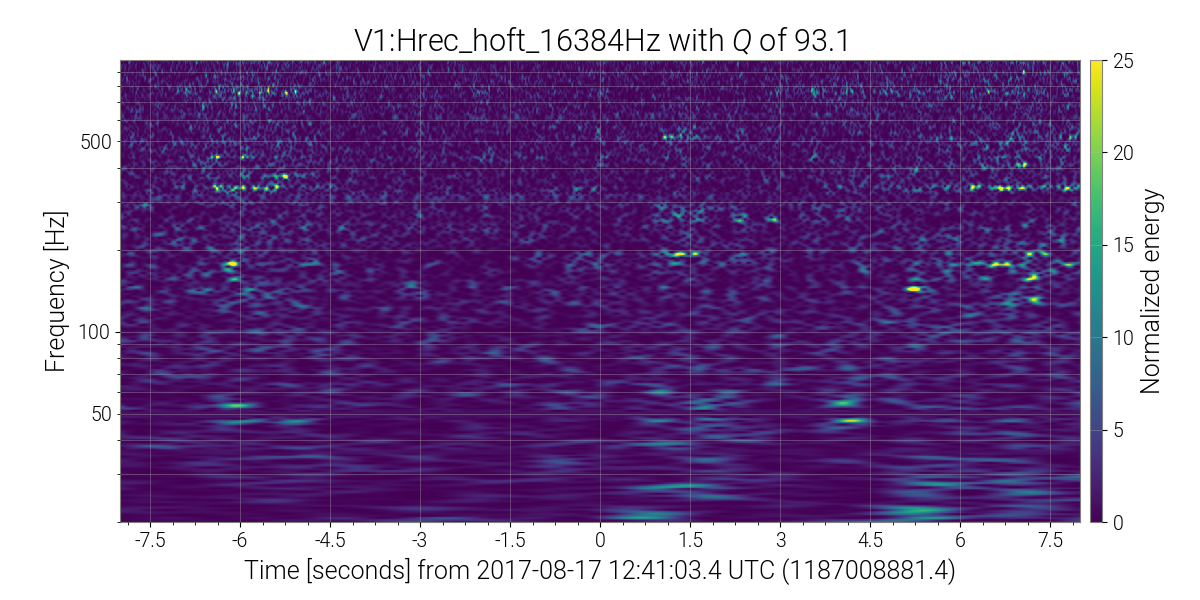 V1:Hrec_hoft_16384Hz with Q of 93.1
Frequency [Hz]
500
100
50
-7.5 -6 -4.5 -3 -1.5 0 1.5 3 4.5 6 7.5
Time [seconds] from 2017-08-17 12:41:03.4 UTC (1187008881.4)
25
20
15
10
5
0
Normalized energy